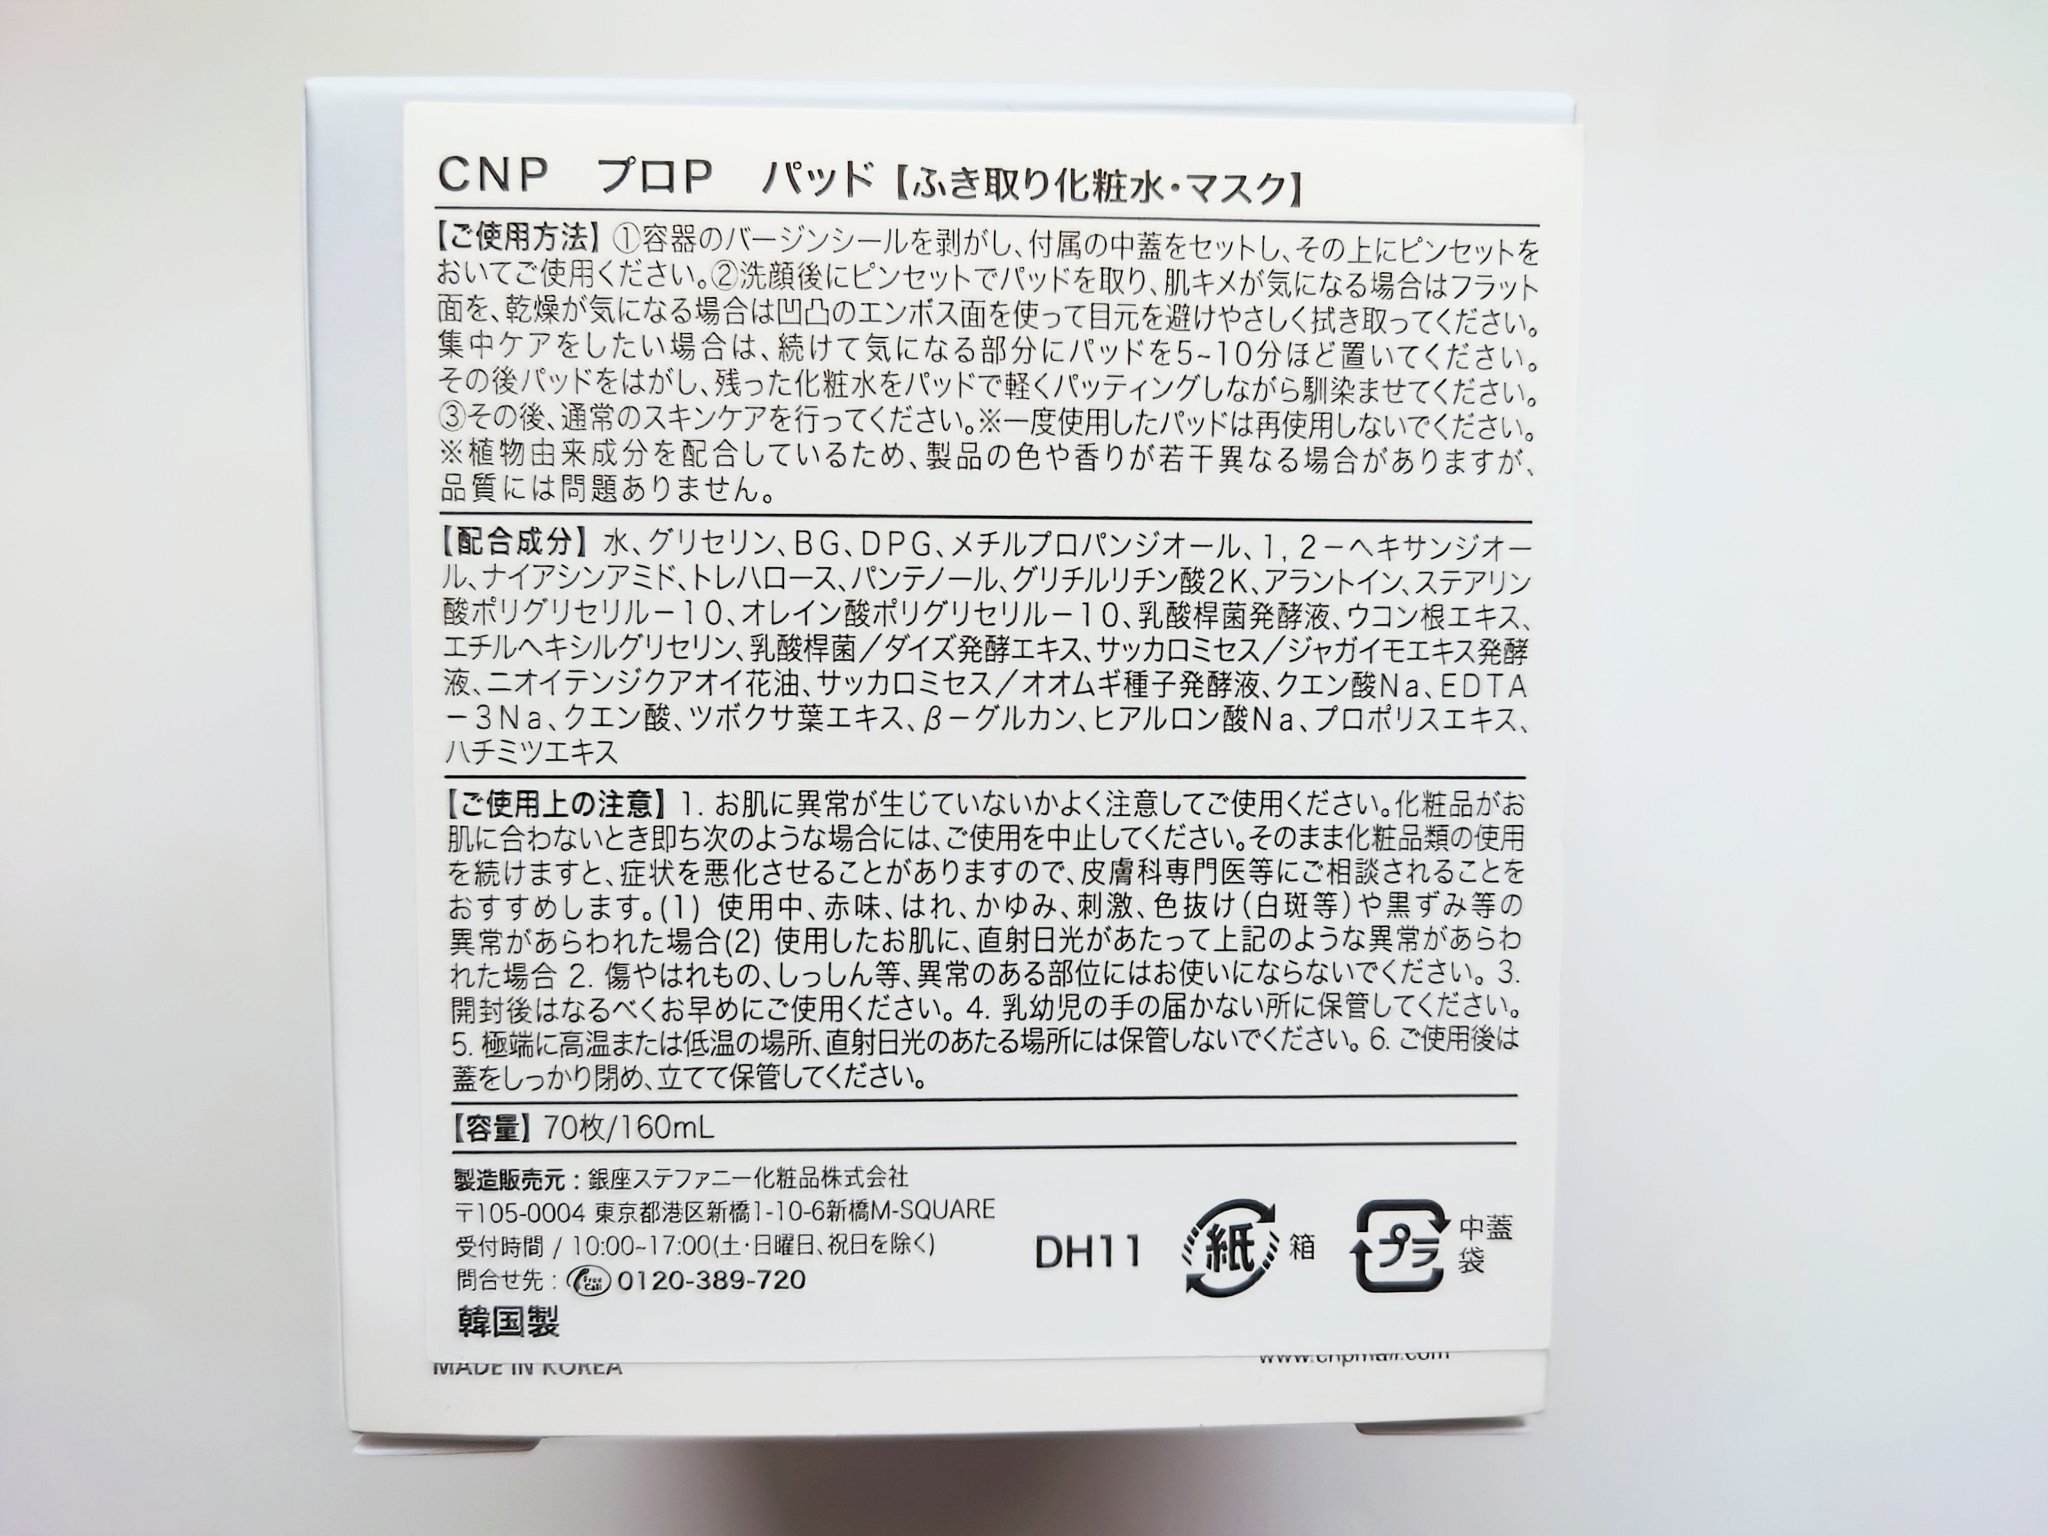 CNP　プロP　パッド【ふき取り化粧水・マスク】
【ご使用方法】①容器のバージンシールを剥がし、付属の中蓋をセットし、その上にピンセットを
おいてご使用ください。②洗顔後にピンセットでパッドを取り、肌キメが気になる場合はフラット
面を、乾燥が気になる場合は凹凸のエンボス面を使って目元を避けやさしく拭き取ってください。
集中ケアをしたい場合は、続けて気になる部分にパッドを5~10分ほど置いてください。
その後パッドをはがし、残った化粧水をパッドで軽くパッティングしながら馴染ませてください。
③その後、通常のスキンケアを行ってください。※一度使用したパッドは再使用しないでください。
※植物由来成分を配合しているため、製品の色や香りが若干異なる場合がありますが、
品質には問題ありません。
【配合成分】水、グリセリン、BG、DPG、メチルプロパンジオール、1,2－ヘキサンジオー
ル、ナイアシンアミド、トレハロース、パンテノール、グリチルリチン酸2K、アラントイン、ステアリン
酸ポリグリセリル－10、オレイン酸ポリグリセリル－10、乳酸桿菌発酵液、ウコン根エキス、
エチルヘキシルグリセリン、乳酸桿菌／ダイズ発酵エキス、サッカロミセス／ジャガイモエキス発酵
液、ニオイテンジクアオイ花油、サッカロミセス／オオムギ種子発酵液、クエン酸Na、EDTA
－3Na、クエン酸、ツボクサ葉エキス、β－グルカン、ヒアルロン酸Na、プロポリスエキス、
ハチミツエキス
【ご使用上の注意】1. お肌に異常が生じていないかよく注意してご使用ください。化粧品がお
肌に合わないとき即ち次のような場合には、ご使用を中止してください。そのまま化粧品類の使用
を続けますと、症状を悪化させることがありますので、皮膚科専門医等にご相談されることを
おすすめします。(1) 使用中、赤味、はれ、かゆみ、刺激、色抜け(白斑等)や黒ずみ等の
異常があらわれた場合(2) 使用したお肌に、直射日光があたって上記のような異常があらわ
れた場合 2. 傷やはれもの、しっしん等、異常のある部位にはお使いにならないでください。 3.
開封後はなるべくお早めにご使用ください。 4. 乳幼児の手の届かない所に保管してください。
5. 極端に高温または低温の場所、直射日光のあたる場所には保管しないでください。 6. ご使用後は
蓋をしっかり閉め、立てて保管してください。
【容量】70枚/160mL
製造販売元：銀座ステファニー化粧品株式会社
〒105-0004 東京都港区新橋1-10-6新橋M-SQUARE
受付時間 / 10:00~17:00(土・日曜日、祝日を除く)
問合せ先：Free Call 0120-389-720
韓国製
DH11
紙 箱
プラ 中蓋
袋
MADE IN KOREA
www.cnpmall.com